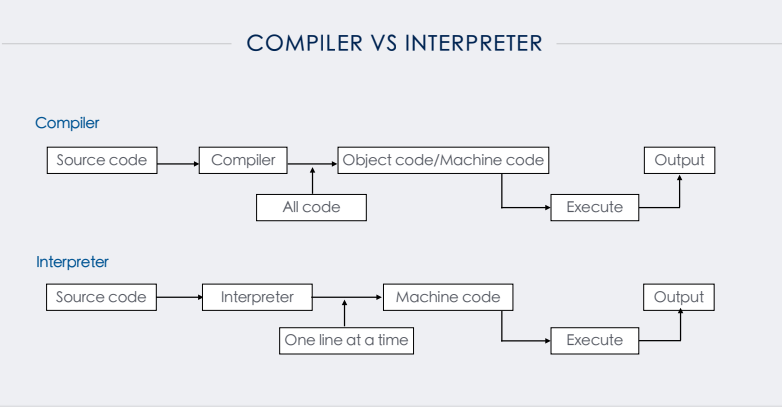 COMPILER VS INTERPRETER
Compiler
Source code
Compiler
Object code/Machine code
Output
All code
Execute
Interpreter
Source code
Interpreter
Machine code
Output
One line at a time
Execute